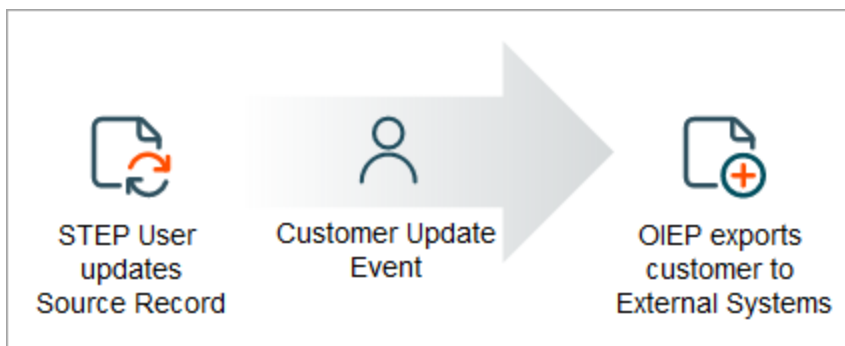 STEP User
updates
Source Record
Customer Update
Event
OIEP exports
customer to
External Systems